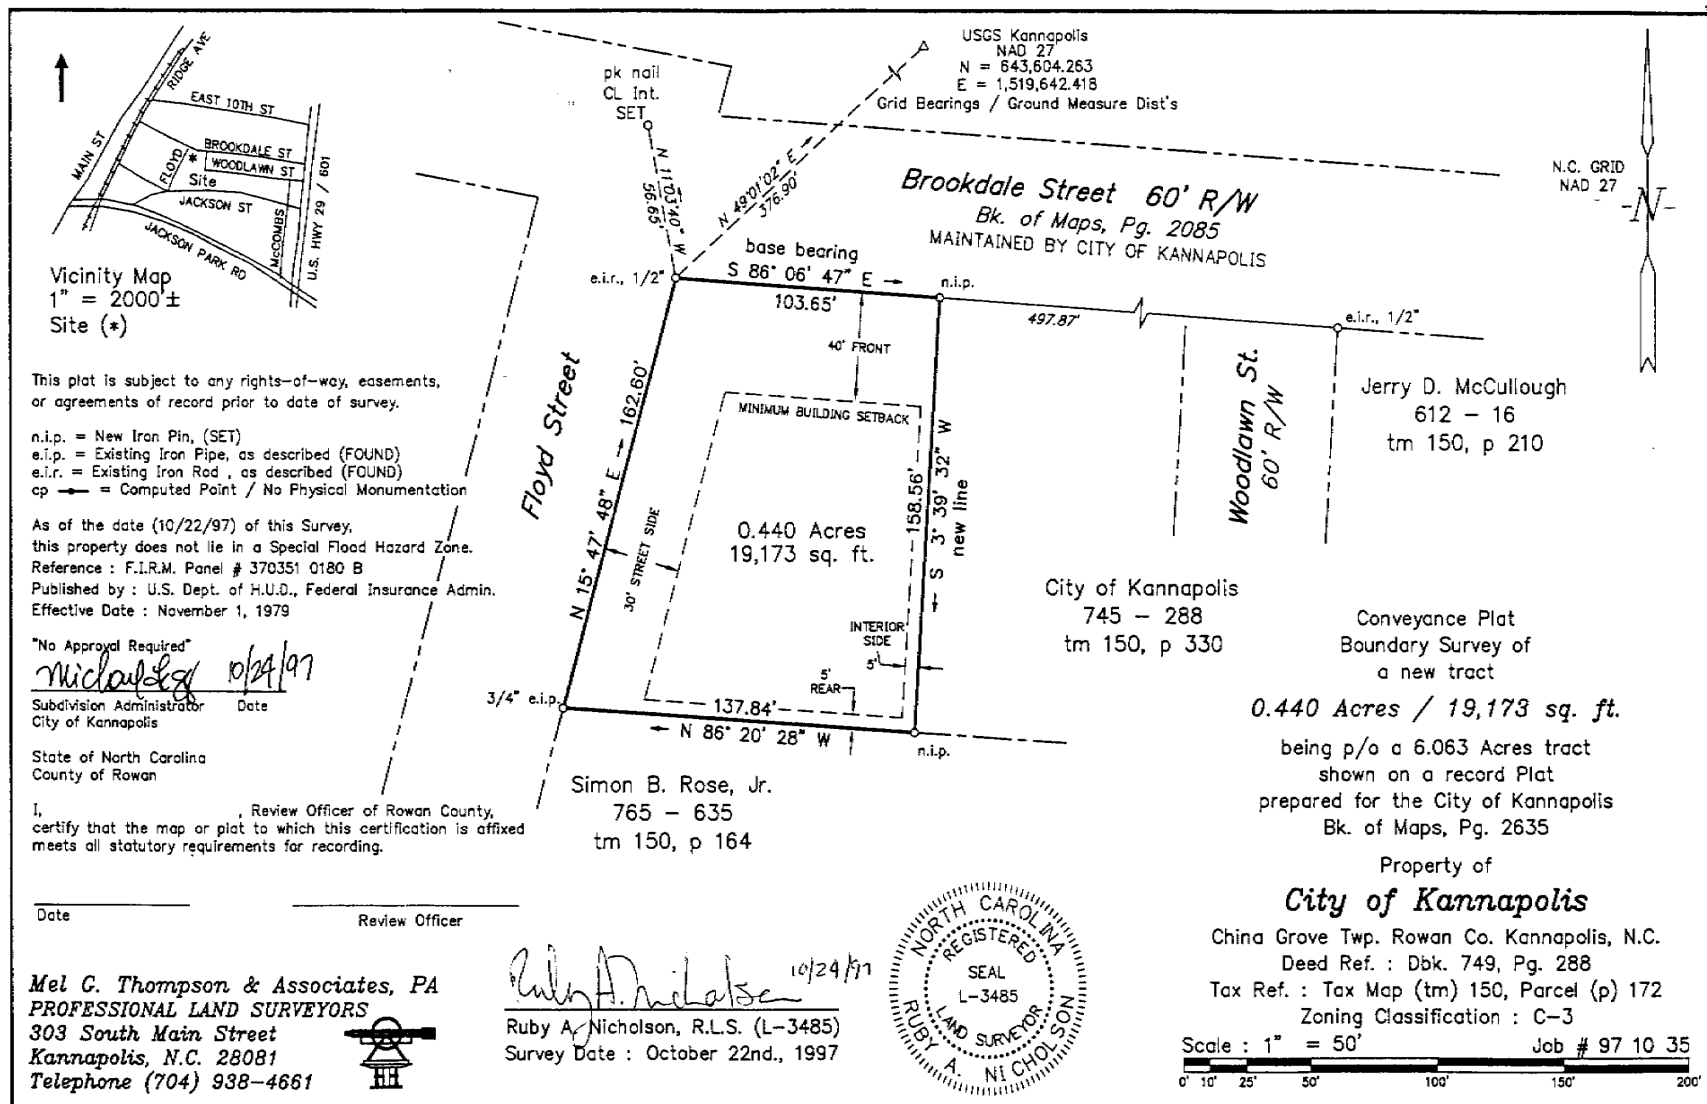 RIDGE AVE
EAST 10TH ST
MAIN ST
BROOKDALE ST
WOODLAWN ST
FLOYD
*
Site
JACKSON ST
McCOMBS
U.S. HWY 29 / 601
JACKSON PARK RD
Vicinity Map
1" = 2000'±
Site (*)
pk nail
CL Int.
SET
N 11°03'40" W
56.65'
USGS Kannapolis
NAD 27
N = 643,604.263
E = 1,519,642.418
Grid Bearings / Ground Measure Dist's
N 49°01'02" E
376.90'
N.C. GRID
NAD 27
N
Brookdale Street 60' R/W
Bk. of Maps, Pg. 2085
MAINTAINED BY CITY OF KANNAPOLIS
base bearing
S 86° 06' 47" E
103.65'
e.i.r., 1/2"
n.i.p.
497.87'
e.i.r., 1/2"
40' FRONT
MINIMUM BUILDING SETBACK
Floyd Street
N 15° 47' 48" E
162.60'
30' STREET SIDE
0.440 Acres
19,173 sq. ft.
158.56'
S 3° 39' 32" W
new line
INTERIOR
SIDE
5'
5'
REAR
137.84'
N 86° 20' 28" W
3/4" e.i.p.
n.i.p.
Woodlawn St.
60' R/W
Jerry D. McCullough
612 - 16
tm 150, p 210
City of Kannapolis
745 - 288
tm 150, p 330
Simon B. Rose, Jr.
765 - 635
tm 150, p 164
This plat is subject to any rights-of-way, easements,
or agreements of record prior to date of survey.
n.i.p. = New Iron Pin, (SET)
e.i.p. = Existing Iron Pipe, as described (FOUND)
e.i.r. = Existing Iron Rod , as described (FOUND)
cp = Computed Point / No Physical Monumentation
As of the date (10/22/97) of this Survey,
this property does not lie in a Special Flood Hazard Zone.
Reference : F.I.R.M. Panel # 370351 0180 B
Published by : U.S. Dept. of H.U.D., Federal Insurance Admin.
Effective Date : November 1, 1979
"No Approval Required"
10/24/97
Subdivision Administrator Date
City of Kannapolis
State of North Carolina
County of Rowan
I, , Review Officer of Rowan County,
certify that the map or plat to which this certification is affixed
meets all statutory requirements for recording.
Date Review Officer
Mel G. Thompson & Associates, PA
PROFESSIONAL LAND SURVEYORS
303 South Main Street
Kannapolis, N.C. 28081
Telephone (704) 938-4661
Ruby A. Nicholson 10/24/97
Ruby A. Nicholson, R.L.S. (L-3485)
Survey Date : October 22nd., 1997
NORTH CAROLINA
REGISTERED
SEAL
L-3485
LAND SURVEYOR
RUBY A. NICHOLSON
Conveyance Plat
Boundary Survey of
a new tract
0.440 Acres / 19,173 sq. ft.
being p/o a 6.063 Acres tract
shown on a record Plat
prepared for the City of Kannapolis
Bk. of Maps, Pg. 2635
Property of
City of Kannapolis
China Grove Twp. Rowan Co. Kannapolis, N.C.
Deed Ref. : Dbk. 749, Pg. 288
Tax Ref. : Tax Map (tm) 150, Parcel (p) 172
Zoning Classification : C-3
Scale : 1" = 50' Job # 97 10 35
0' 10' 25' 50' 100' 150' 200'